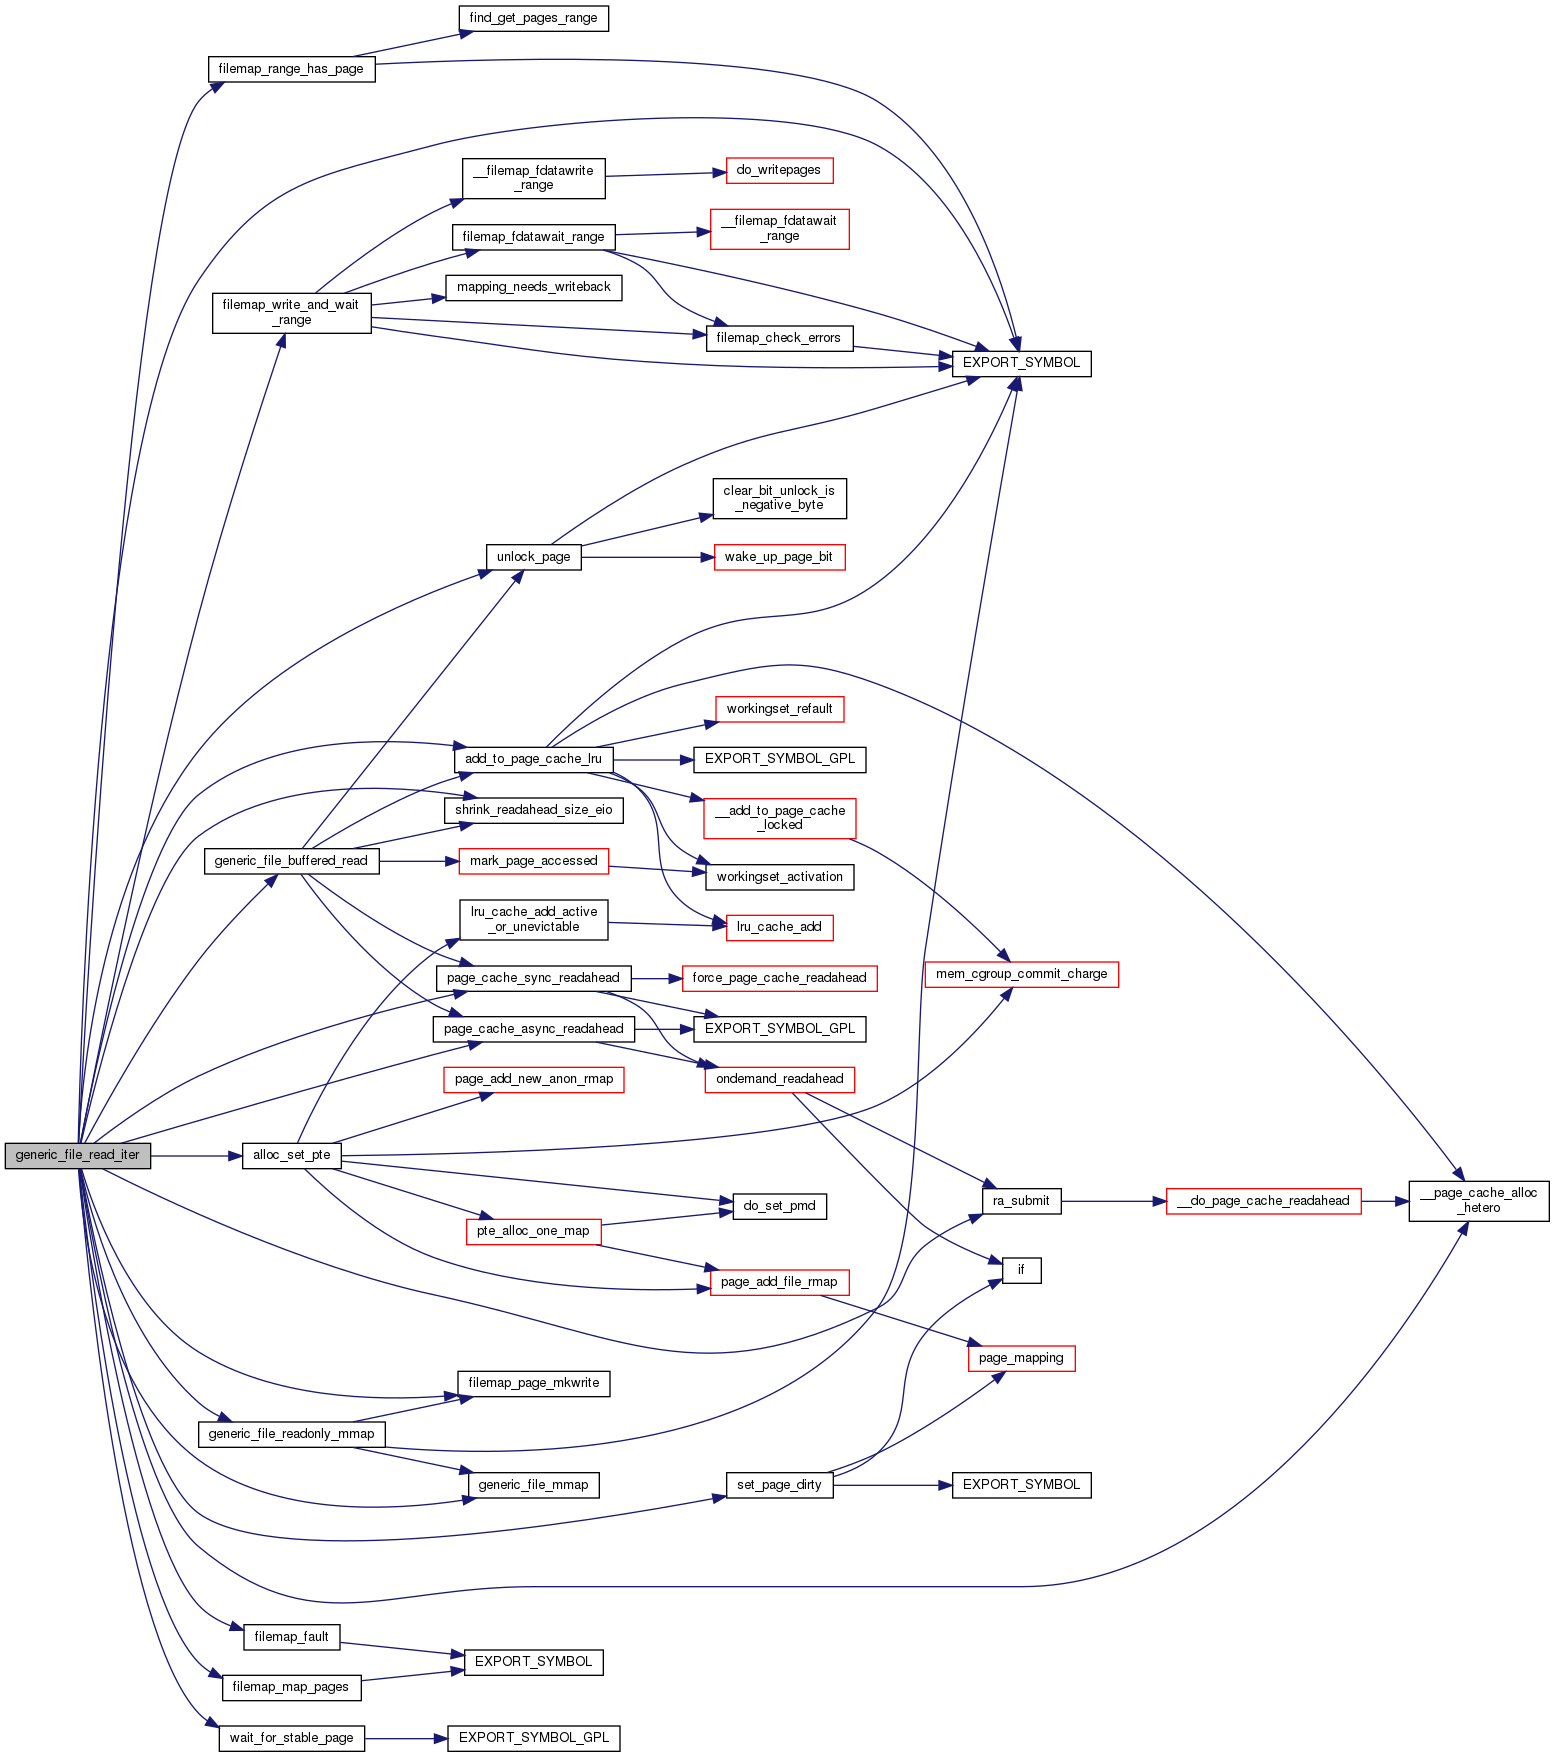 find_get_pages_range
filemap_range_has_page
__filemap_fdatawrite
_range
do_writepages
filemap_fdatawait_range
__filemap_fdatawait
_range
mapping_needs_writeback
filemap_write_and_wait
_range
filemap_check_errors
EXPORT_SYMBOL
clear_bit_unlock_is
_negative_byte
unlock_page
wake_up_page_bit
workingset_refault
add_to_page_cache_lru
EXPORT_SYMBOL_GPL
shrink_readahead_size_eio
__add_to_page_cache
_locked
generic_file_buffered_read
mark_page_accessed
workingset_activation
lru_cache_add_active
_or_unevictable
lru_cache_add
page_cache_sync_readahead
force_page_cache_readahead
mem_cgroup_commit_charge
page_cache_async_readahead
EXPORT_SYMBOL_GPL
page_add_new_anon_rmap
ondemand_readahead
generic_file_read_iter
alloc_set_pte
do_set_pmd
ra_submit
__do_page_cache_readahead
__page_cache_alloc
_hetero
pte_alloc_one_map
page_add_file_rmap
if
page_mapping
filemap_page_mkwrite
generic_file_readonly_mmap
generic_file_mmap
set_page_dirty
EXPORT_SYMBOL
filemap_fault
EXPORT_SYMBOL
filemap_map_pages
wait_for_stable_page
EXPORT_SYMBOL_GPL